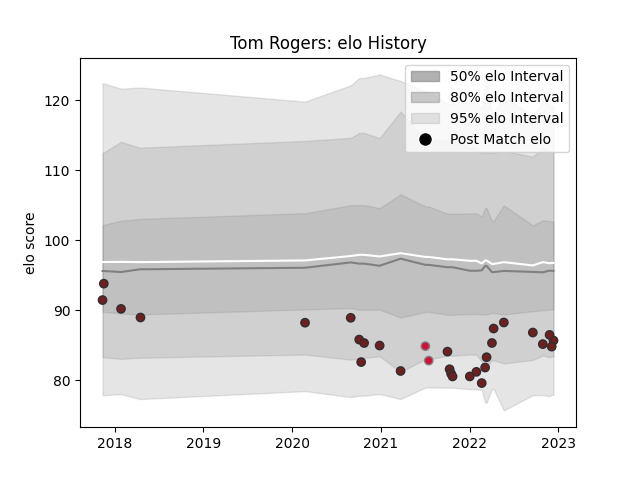 Tom Rogers: elo History
50% elo Interval
80% elo Interval
95% elo Interval
Post Match elo
elo score
120
110
100
90
80
2018 2019 2020 2021 2022 2023